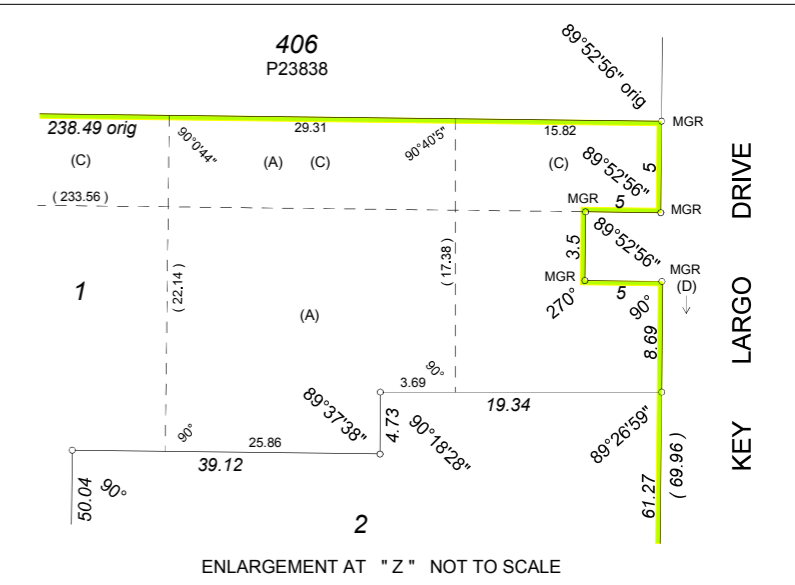 406
P23838
89°52'56" orig
238.49 orig
90°0'44"
29.31
90°40'5"
15.82
MGR
(C)
(A)
(C)
(C)
89°52'56"
5
DRIVE
( 233.56 )
MGR
5
MGR
3.5
89°52'56"
1
( 22.14 )
( 17.38 )
MGR
270°
5
90°
MGR
(D)
LARGO
(A)
8.69
90°
3.69
19.34
89°37'38"
4.73
90°18'28"
89°26'59"
KEY
90°
25.86
39.12
50.04
90°
61.27
( 69.96 )
2
ENLARGEMENT AT " Z " NOT TO SCALE